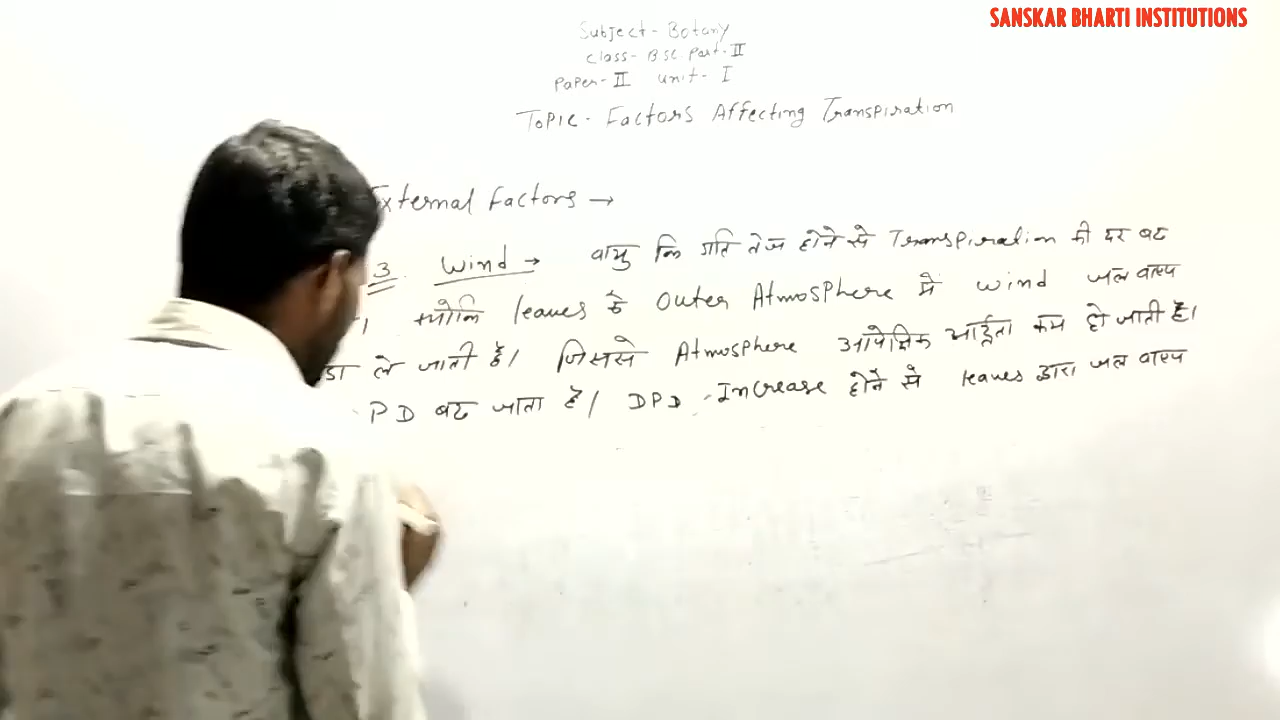 SANSKAR BHARTI INSTITUTIONS
Subject - Botany
Class - BSC Part - II
Paper - II Unit - I
Topic - Factors Affecting Transpiration
External Factors →
3. Wind → वायु कि गति तेज होने से Transpiration की दर बढ
क्योकि leaves के Outer Atmosphere मे wind जल वाष्प
ले जाती है। जिससे Atmosphere आपेक्षिक आर्द्रता कम हो जाती है।
PD बढ जाता है। DPD Increase होने से leaves द्वारा जल वाष्प